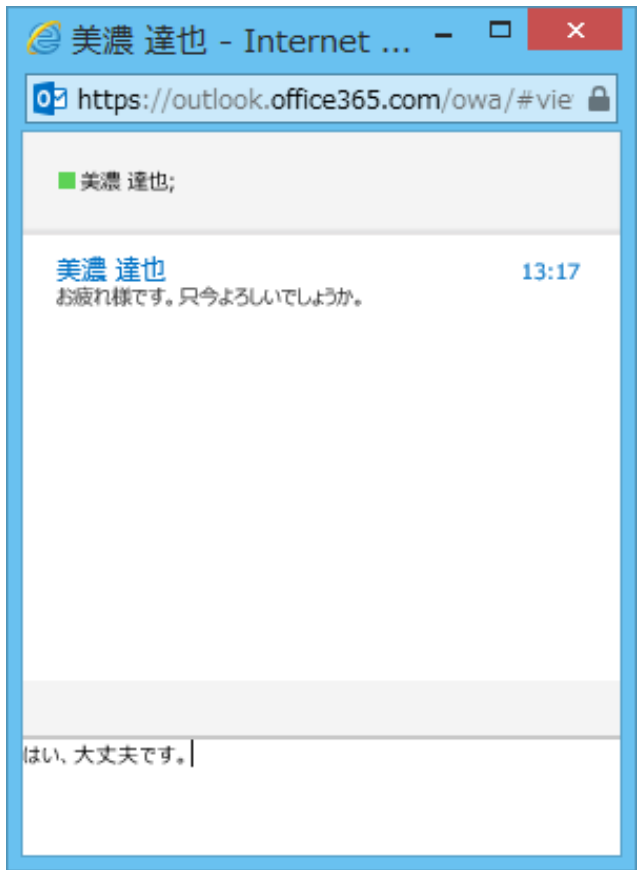 美濃 達也 - Internet ...
https://outlook.office365.com/owa/#vie
美濃 達也;
美濃 達也 13:17
お疲れ様です。只今よろしいでしょうか。
はい、大丈夫です。